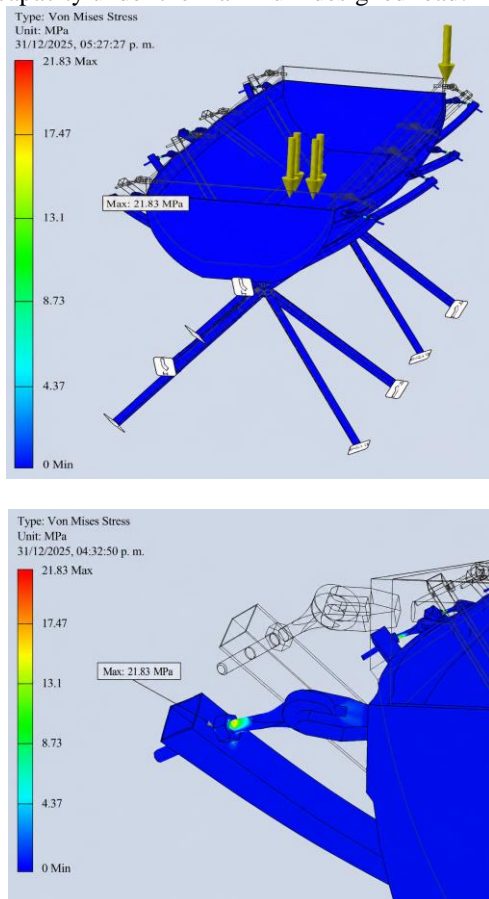 Type: Von Mises Stress
Unit: MPa
31/12/2025, 05:27:27 p. m.
21.83 Max
17.47
13.1
8.73
4.37
0 Min
Max: 21.83 MPa
Type: Von Mises Stress
Unit: MPa
31/12/2025, 04:32:50 p. m.
21.83 Max
17.47
13.1
8.73
4.37
0 Min
Max: 21.83 MPa